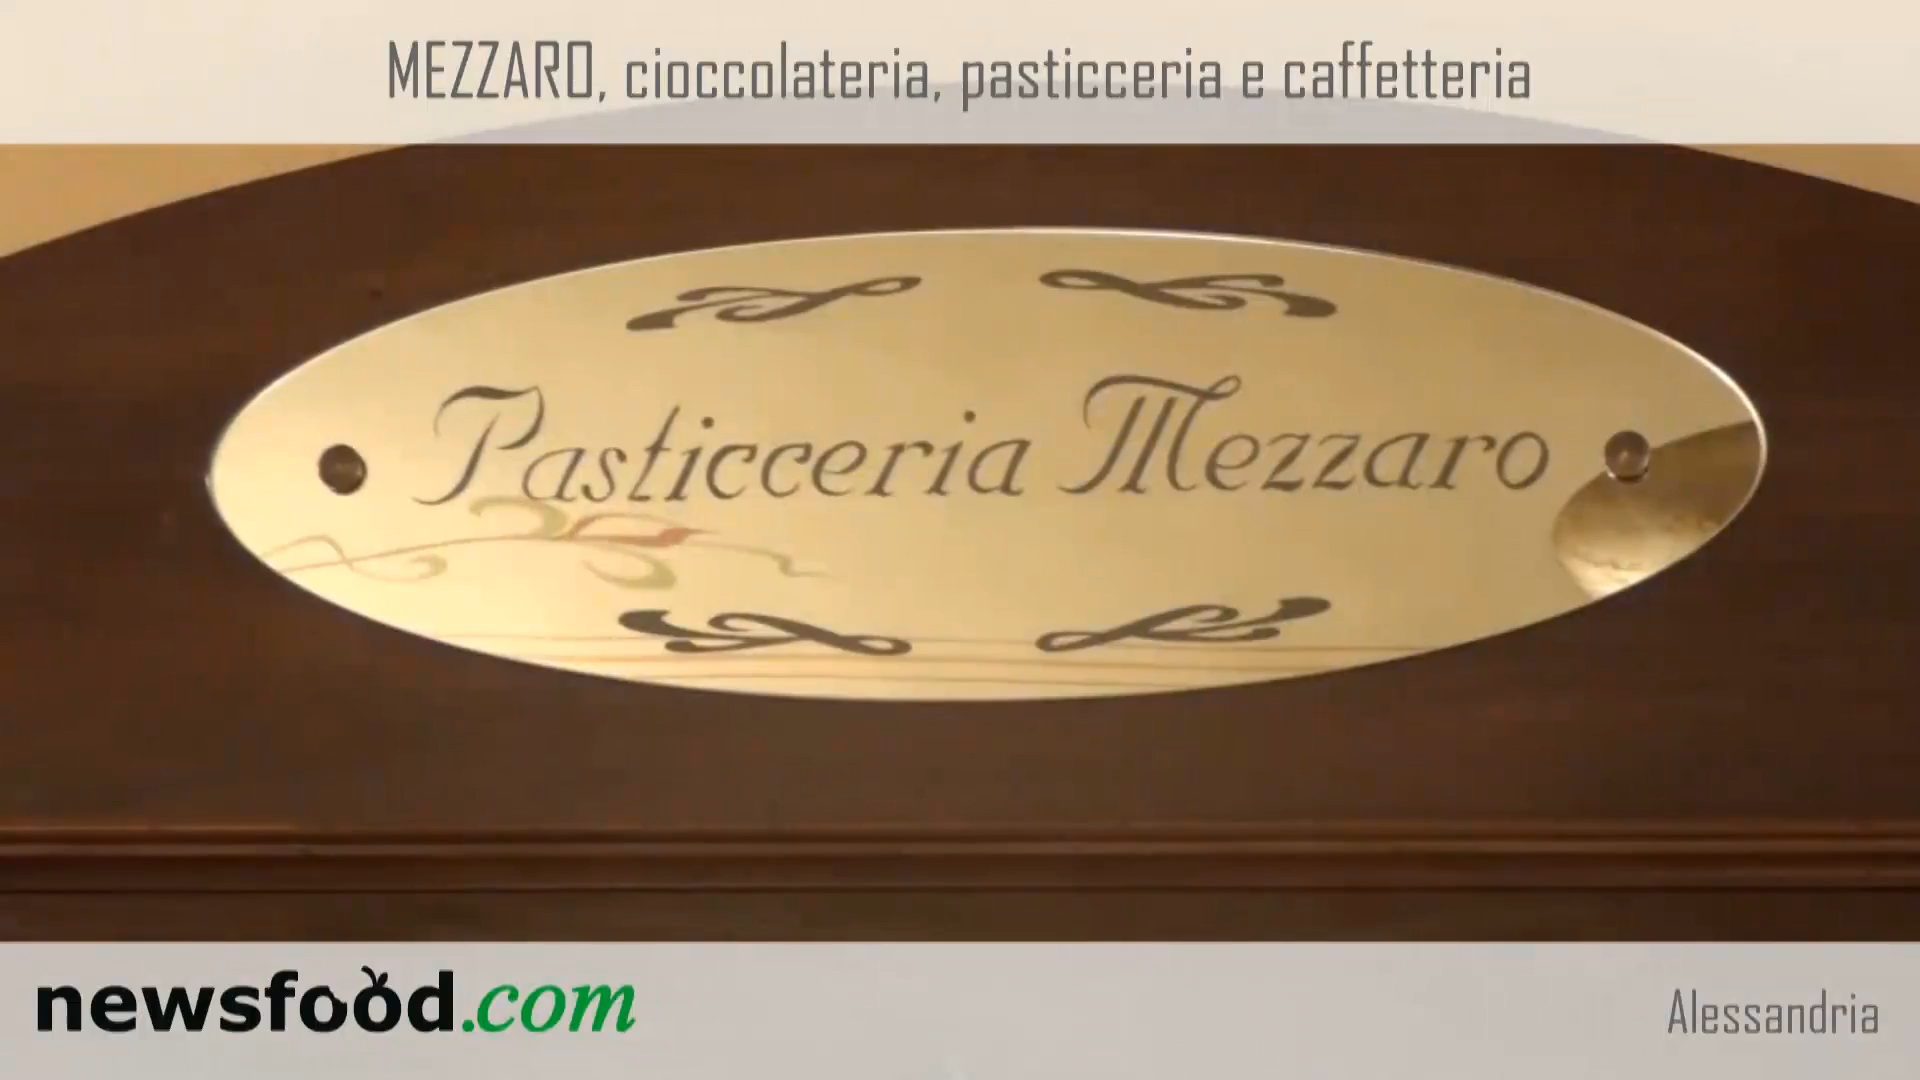 MEZZARO, cioccolateria, pasticceria e caffetteria
Pasticceria Mezzaro
newsfood.com
Alessandria